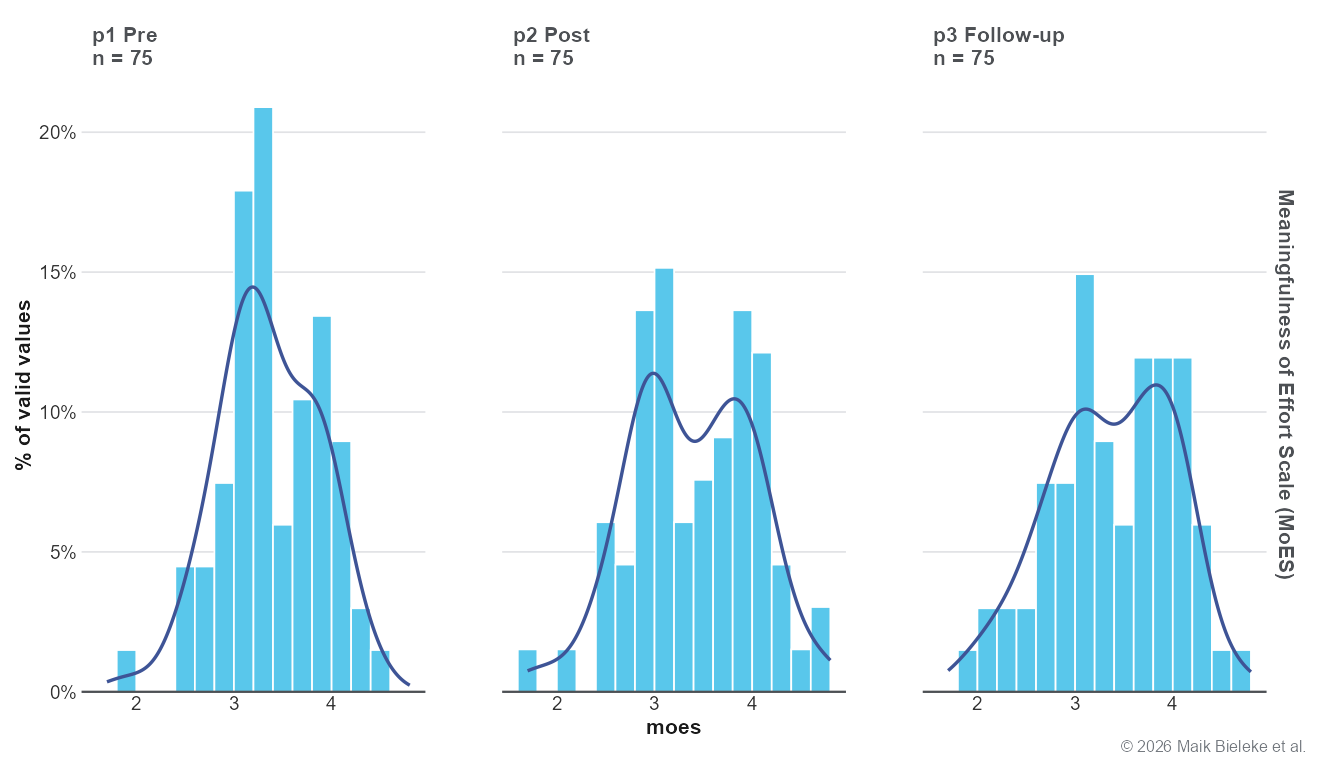 p1 Pre
n = 75
p2 Post
n = 75
p3 Follow-up
n = 75
20%
15%
10%
5%
0%
% of valid values
2
3
4
2
3
4
2
3
4
moes
Meaningfulness of Effort Scale (MoES)
© 2026 Maik Bieleke et al.